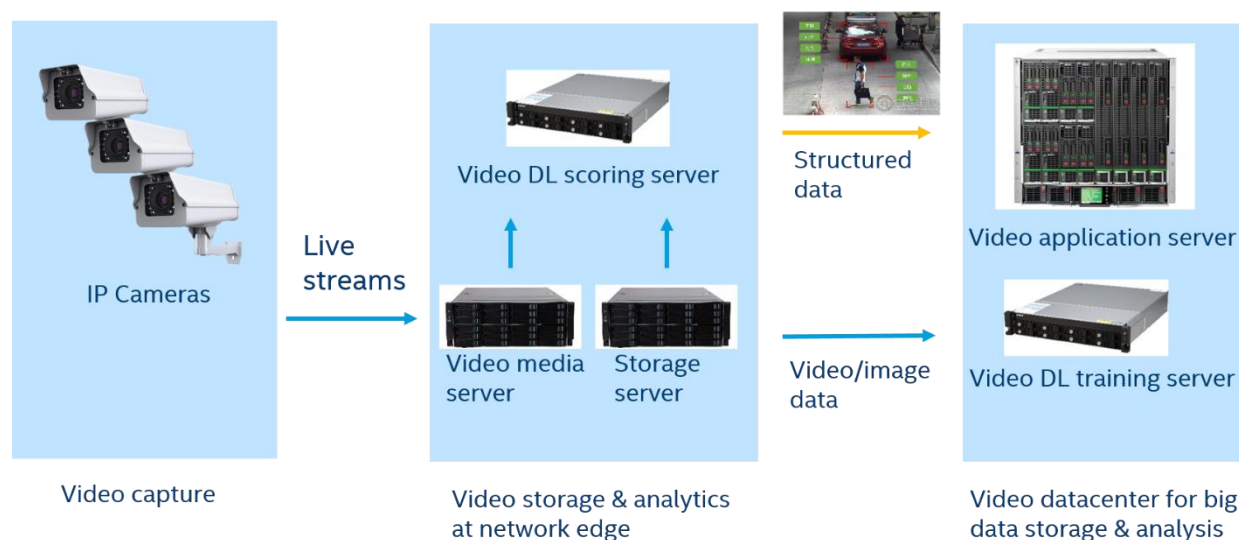 IP Cameras
Video capture
Live
streams
Video DL scoring server
Video media
server
Storage
server
Video storage & analytics
at network edge
Structured
data
Video/image
data
Video application server
Video DL training server
Video datacenter for big
data storage & analysis